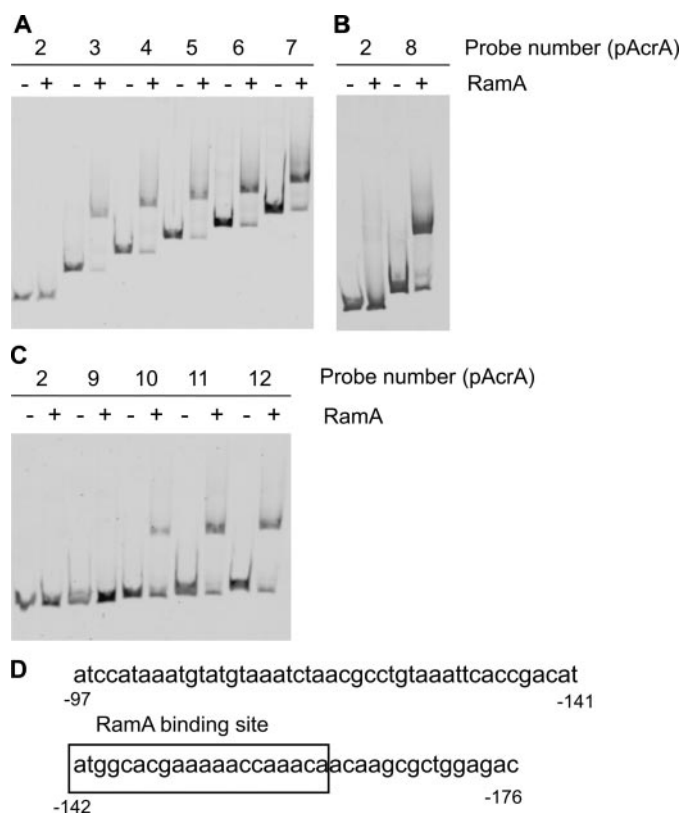 A
2 3 4 5 6 7
- + - + - + - + - + - +
B
2 8 Probe number (pAcrA)
- + - + RamA
C
2 9 10 11 12 Probe number (pAcrA)
- + - + - + - + - + RamA
D
atccataaatgtatgtaaatctaacgcctgtaaattcaccgacat
-97 -141
RamA binding site
atggcacgaaaaaccaaacaacaagcgctggagac
-142 -176